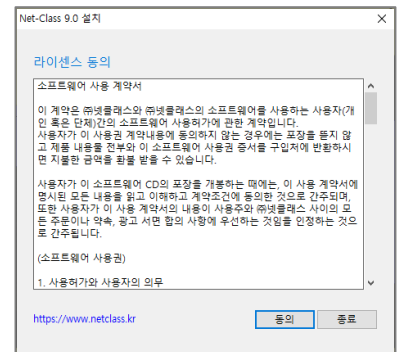 Net-Class 9.0 설치
라이센스 동의
소프트웨어 사용 계약서
이 계약은 ㈜넷클래스와 ㈜넷클래스의 소프트웨어를 사용하는 사용자(개
인 혹은 단체)간의 소프트웨어 사용허가에 관한 계약입니다.
사용자가 이 사용권 계약내용에 동의하지 않는 경우에는 포장을 뜯지 않
고 제품 내용물 전부와 이 소프트웨어 사용권 증서를 구입처에 반환하시
면 지불한 금액을 환불 받을 수 있습니다.
사용자가 이 소프트웨어 CD의 포장을 개봉하는 때에는, 이 사용 계약서에
명시된 모든 내용을 읽고 이해하고 계약조건에 동의한 것으로 간주되며,
또한 사용자가 이 사용 계약서의 내용이 사용주와 ㈜넷클래스 사이의 모
든 주문이나 약속, 광고 서면 합의 사항에 우선하는 것임을 인정하는 것으
로 간주됩니다.
(소프트웨어 사용권)
1. 사용허가와 사용자의 의무
https://www.netclass.kr
동의
종료